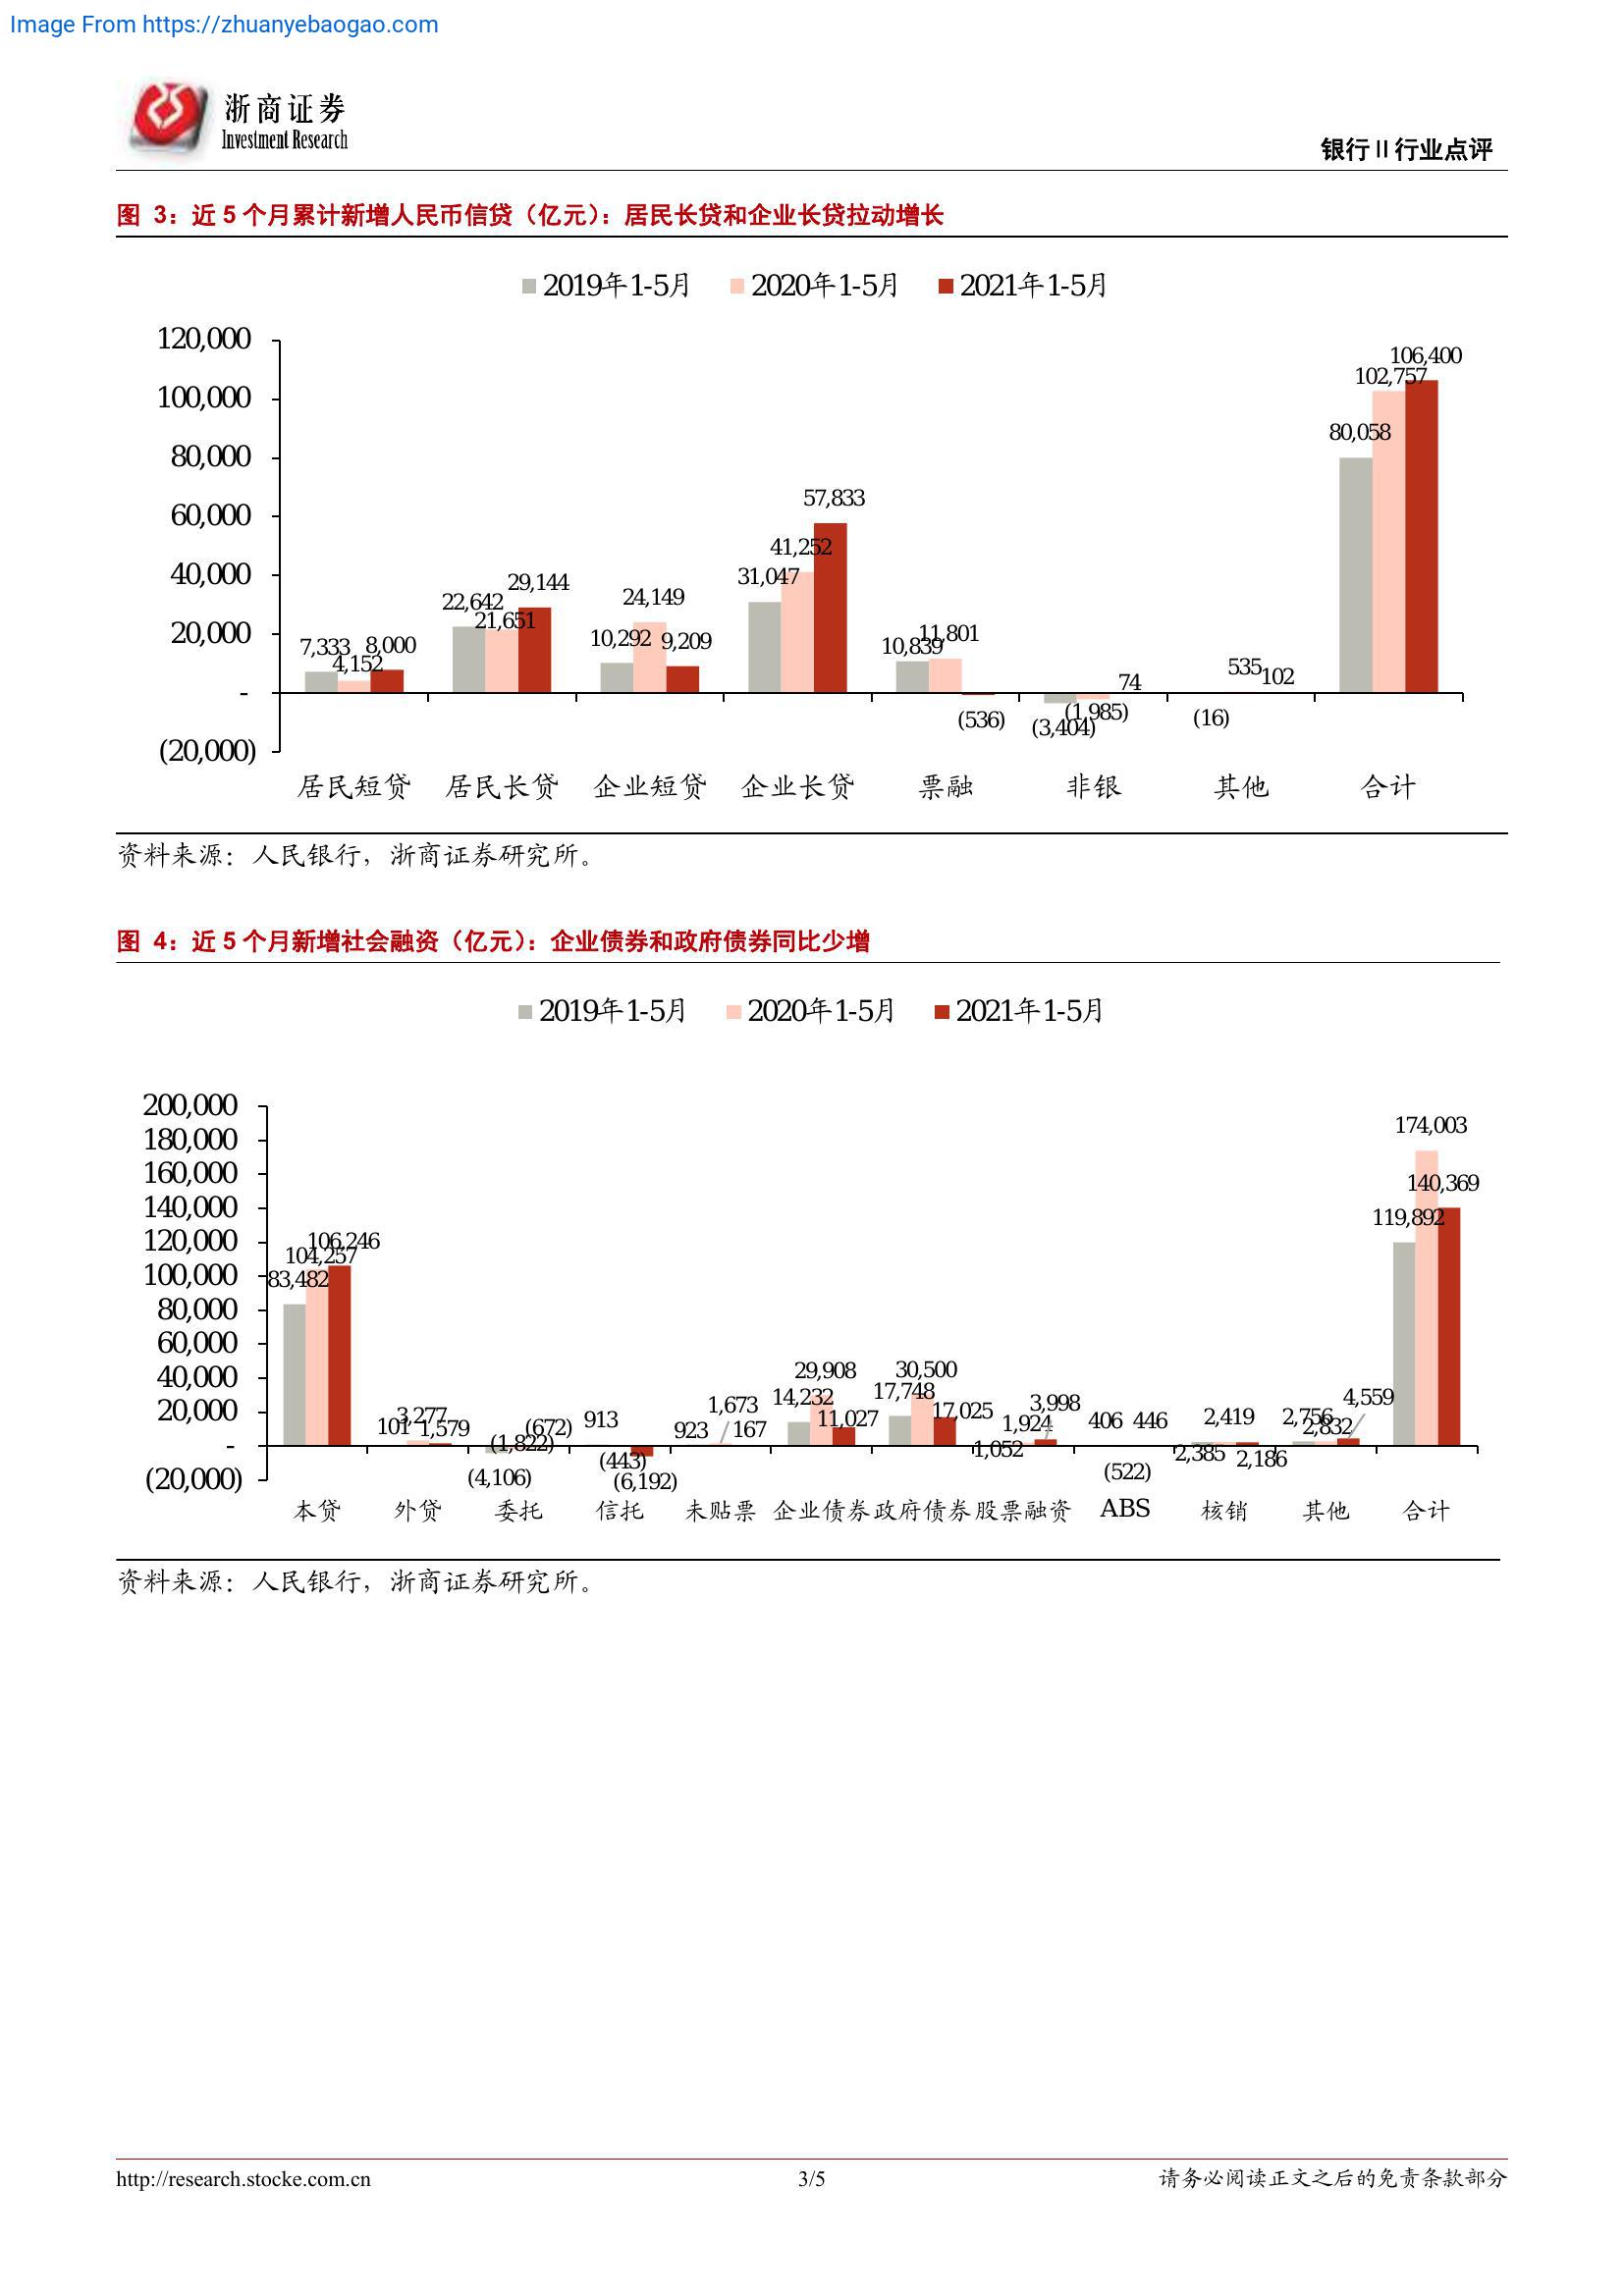 Image From https://zhuanyebaogao.com
浙商证券
Investment Research
银行Ⅱ行业点评
图 3：近 5 个月累计新增人民币信贷（亿元）：居民长贷和企业长贷拉动增长
2019年1-5月 2020年1-5月 2021年1-5月
120,000
100,000
80,000
60,000
40,000
20,000
-
(20,000)
7,333 4,152 8,000
22,642 21,651 29,144
10,292 24,149 9,209
31,047 41,252 57,833
10,839 11,801 (536)
(3,404) (1,985) 74
(16) 535 102
80,058 102,757 106,400
居民短贷 居民长贷 企业短贷 企业长贷 票融 非银 其他 合计
资料来源：人民银行，浙商证券研究所。
图 4：近 5 个月新增社会融资（亿元）：企业债券和政府债券同比少增
2019年1-5月 2020年1-5月 2021年1-5月
200,000
180,000
160,000
140,000
120,000
100,000
80,000
60,000
40,000
20,000
-
(20,000)
83,482 104,257 106,246
101 3,277 1,579
(4,106) (1,822) (672)
913 (443) (6,192)
923 1,673 167
14,232 29,908 11,027
17,748 30,500 17,025
1,052 1,924 3,998
406 (522) 446
2,385 2,419 2,186
2,756 2,832 4,559
119,892 174,003 140,369
本贷 外贷 委托 信托 未贴票 企业债券 政府债券 股票融资 ABS 核销 其他 合计
资料来源：人民银行，浙商证券研究所。
http://research.stocke.com.cn 3/5 请务必阅读正文之后的免责条款部分